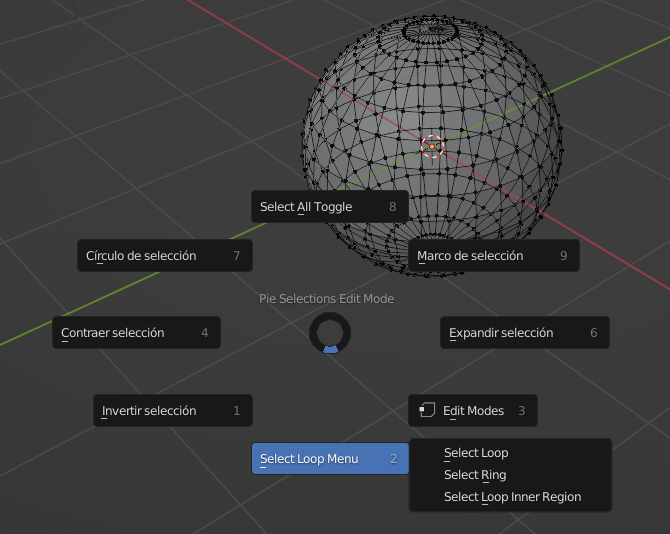 Select All Toggle 8
Círculo de selección 7
Marco de selección 9
Pie Selections Edit Mode
Contraer selección 4
Expandir selección 6
Invertir selección 1
Edit Modes 3
Select Loop Menu 2
Select Loop
Select Ring
Select Loop Inner Region